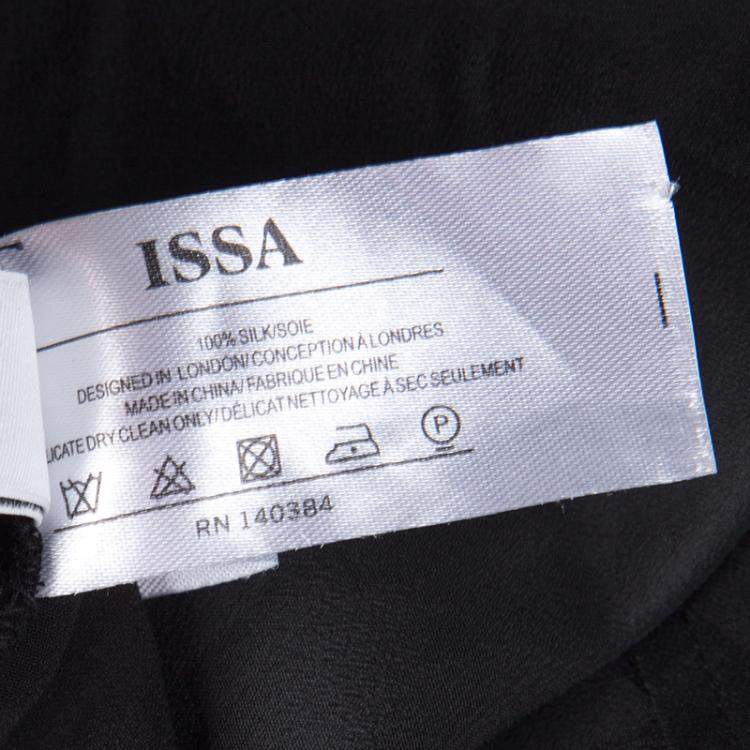 ISSA
100% SILK/SOIE
DESIGNED IN LONDON/ CONCEPTION À LONDRES
MADE IN CHINA/ FABRIQUE EN CHINE
DRY CLEAN ONLY/DÉLICAT NETTOYAGE À SEC SEULEMENT
P
RN 140384